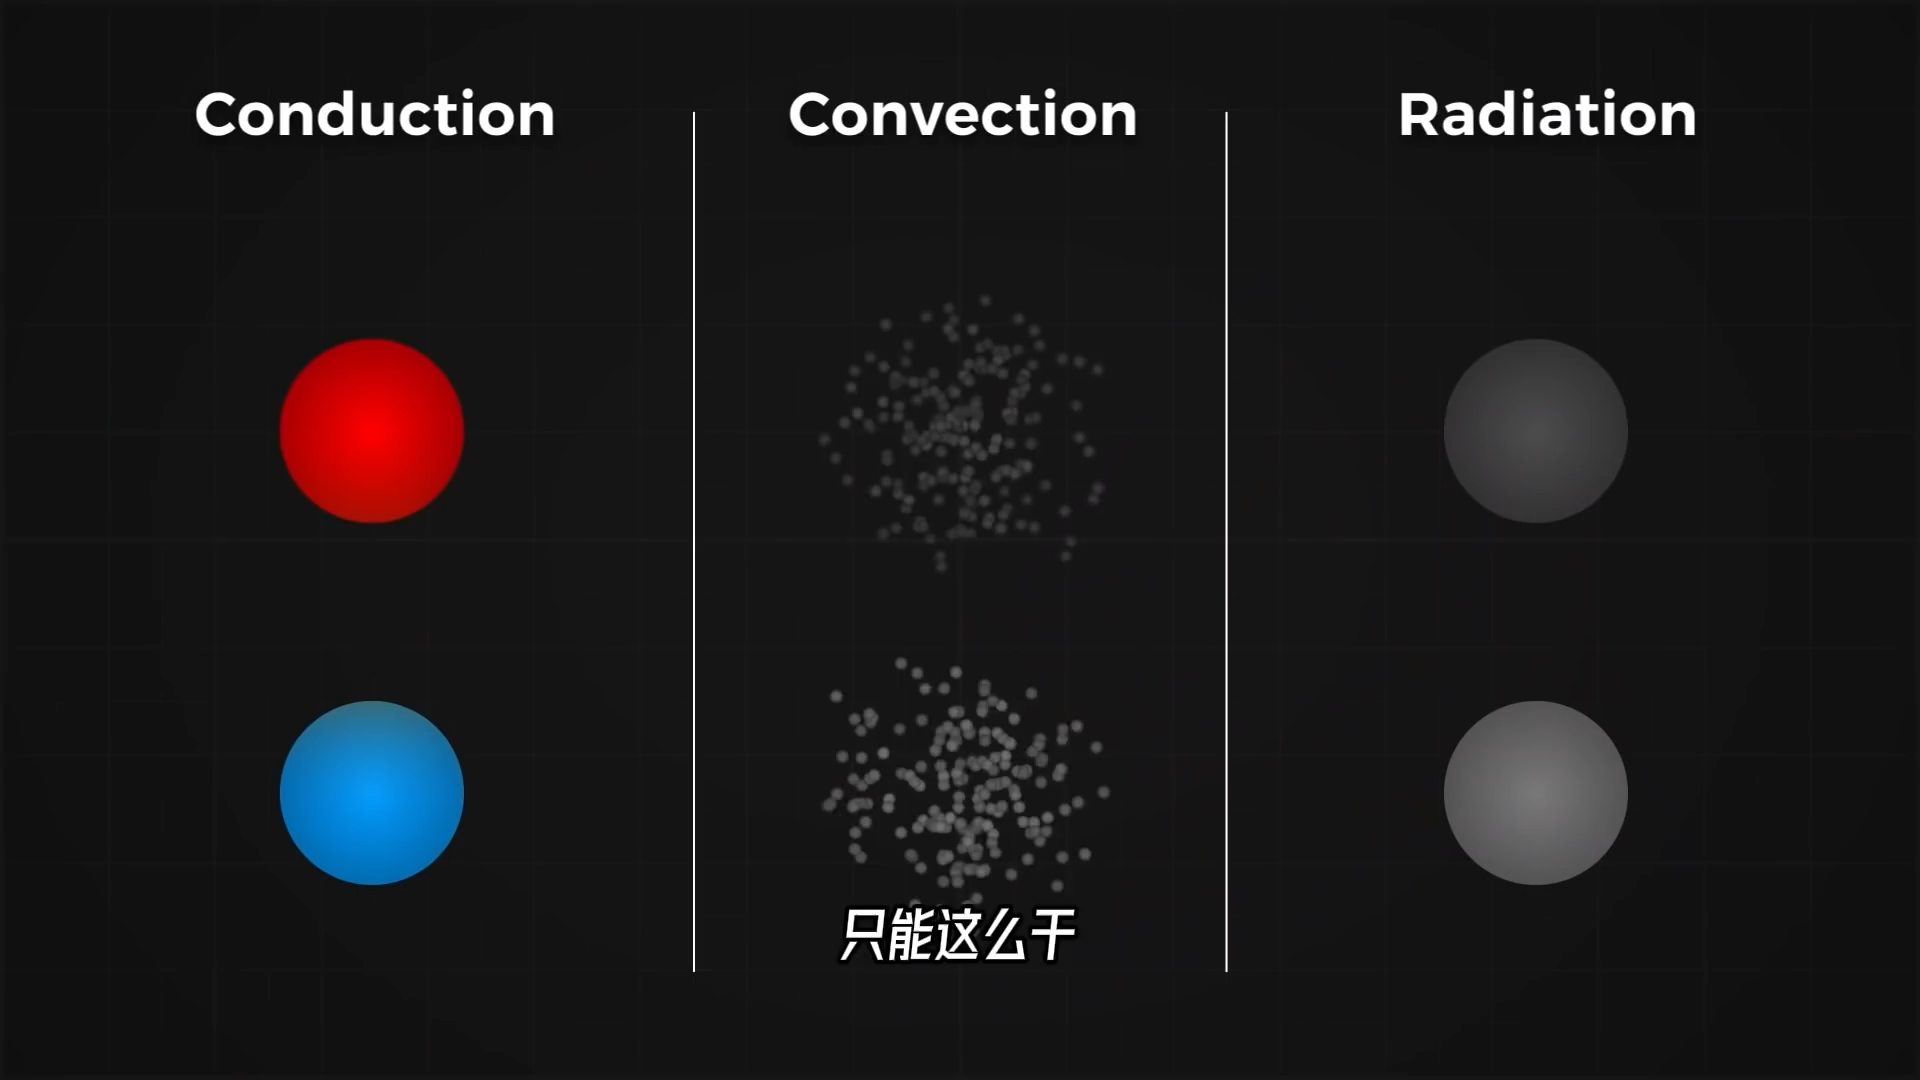 Conduction
Convection
Radiation
只能这么干